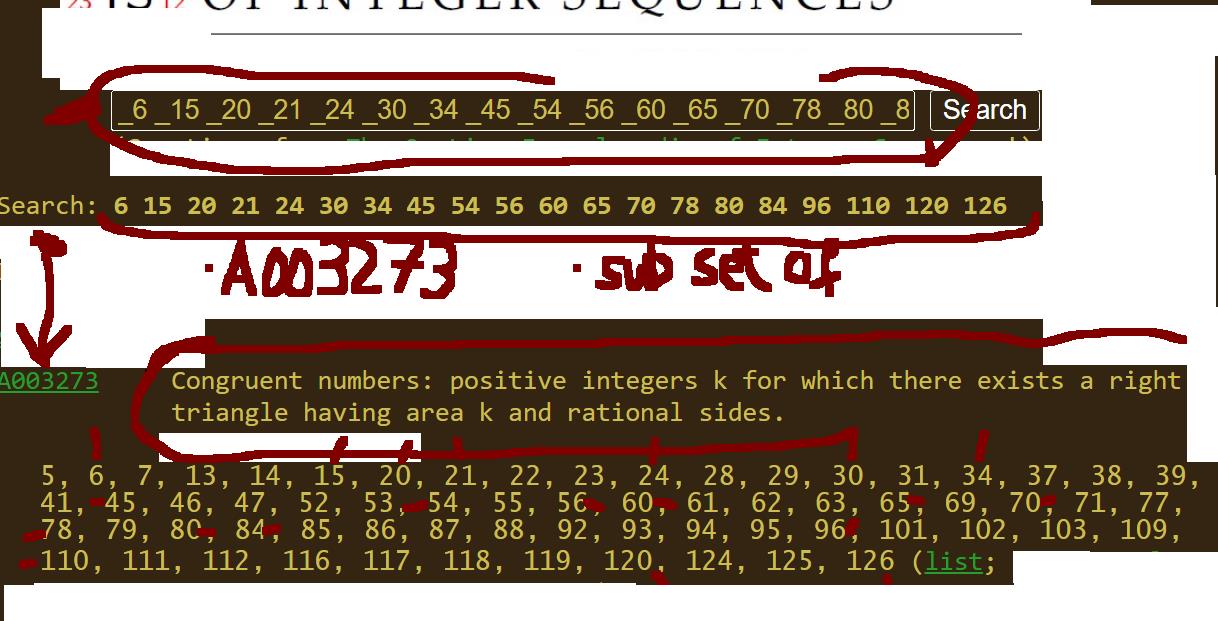 OF INTEGER SEQUENCES
_6 _15 _20 _21 _24 _30 _34 _45 _54 _56 _60 _65 _70 _78 _80 _8 Search
Search: 6 15 20 21 24 30 34 45 54 56 60 65 70 78 80 84 96 110 120 126
·A003273 ·sub set of
A003273 Congruent numbers: positive integers k for which there exists a right
triangle having area k and rational sides.
5, 6, 7, 13, 14, 15, 20, 21, 22, 23, 24, 28, 29, 30, 31, 34, 37, 38, 39,
41, 45, 46, 47, 52, 53, 54, 55, 56, 60, 61, 62, 63, 65, 69, 70, 71, 77,
78, 79, 80, 84, 85, 86, 87, 88, 92, 93, 94, 95, 96, 101, 102, 103, 109,
110, 111, 112, 116, 117, 118, 119, 120, 124, 125, 126 (list;